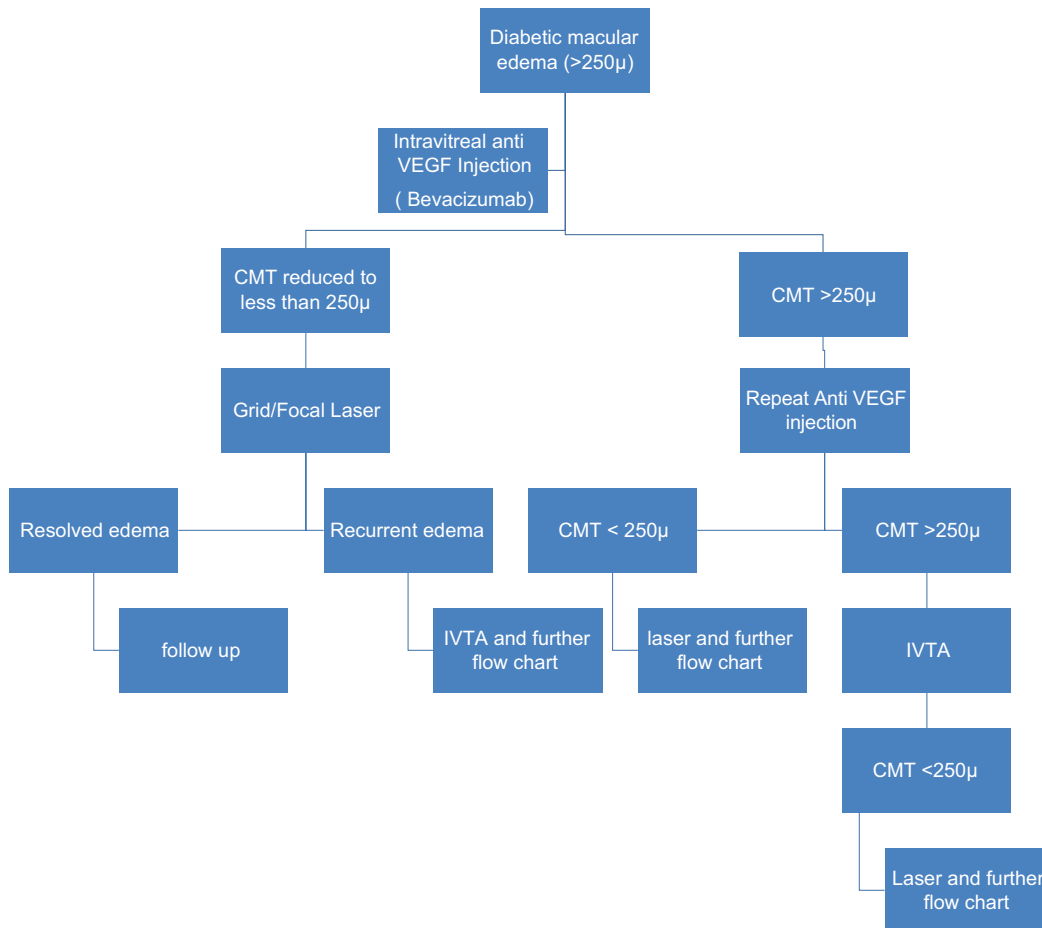 Diabetic macular
edema (>250µ)
Intravitreal anti
VEGF Injection
( Bevacizumab)
CMT reduced to
less than 250µ
CMT >250µ
Grid/Focal Laser
Repeat Anti VEGF
injection
Resolved edema
Recurrent edema
CMT < 250µ
CMT >250µ
follow up
IVTA and further
flow chart
laser and further
flow chart
IVTA
CMT <250µ
Laser and further
flow chart